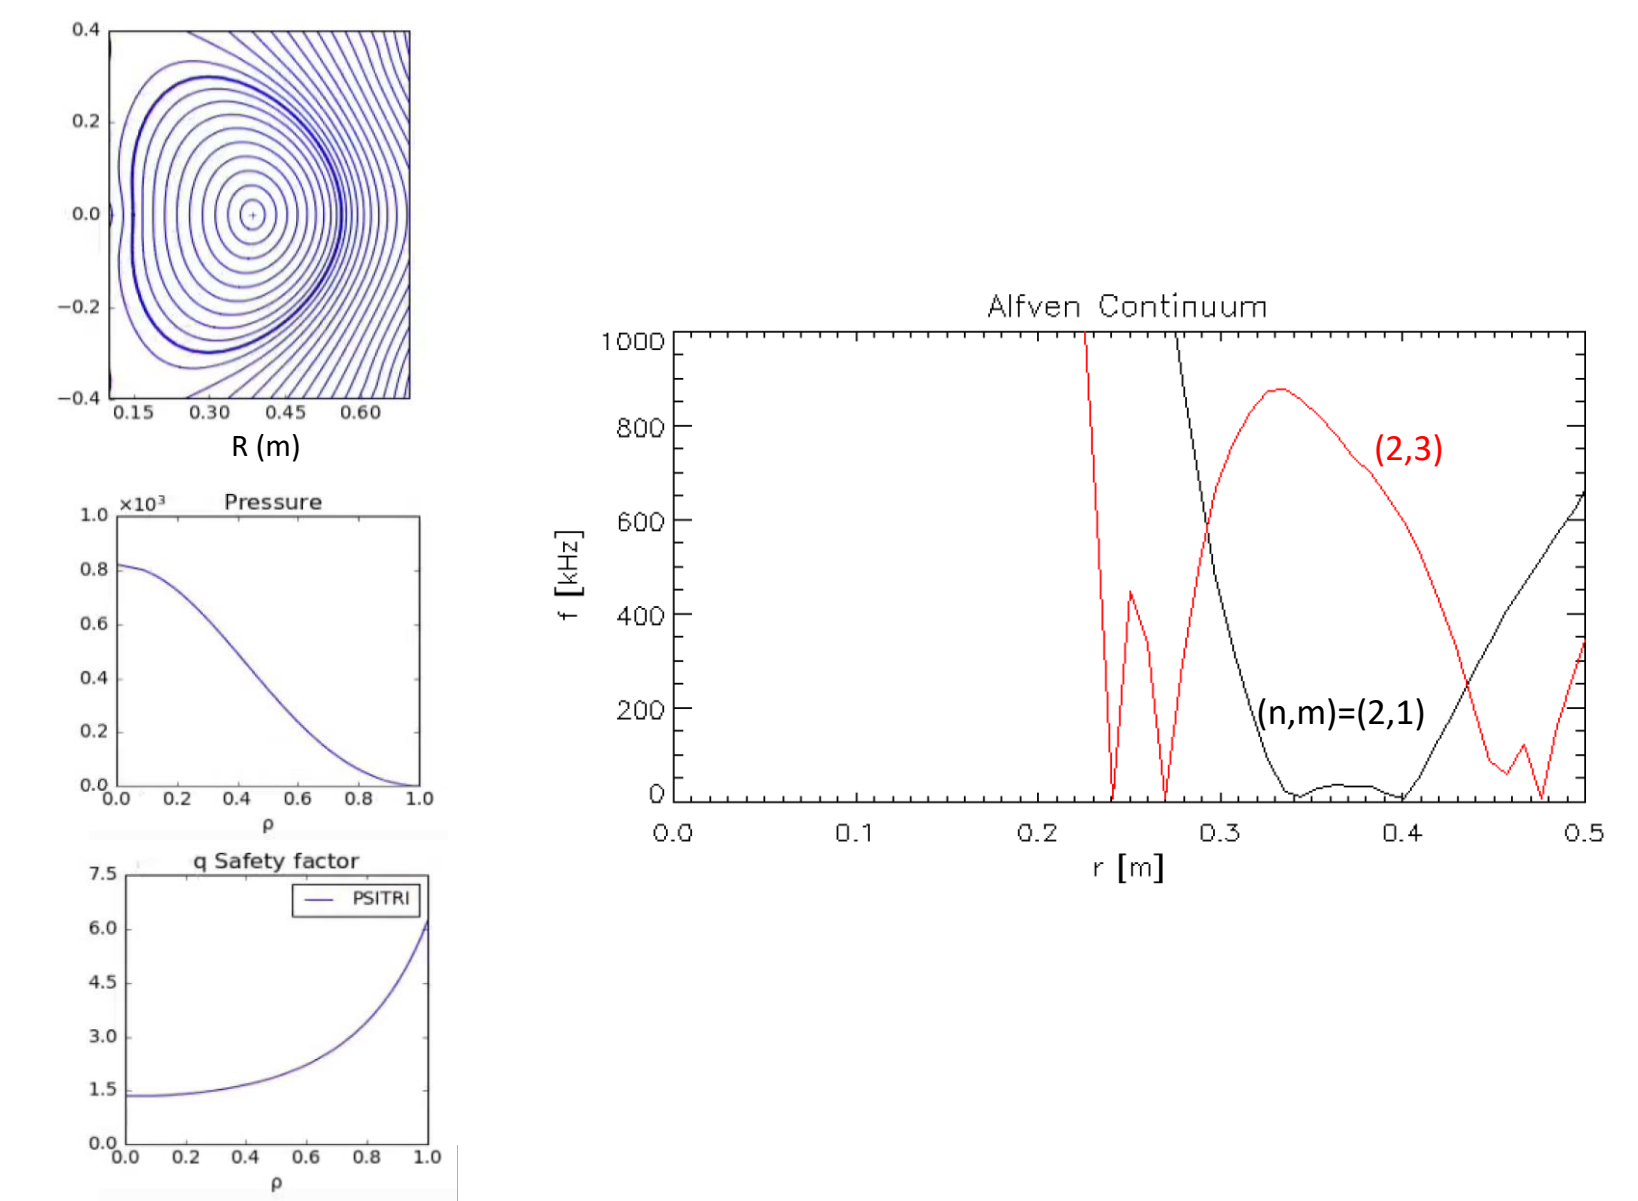 0.4
0.2
0.0
−0.2
−0.4
0.15 0.30 0.45 0.60
R (m)
×10³ Pressure
1.0
0.8
0.6
0.4
0.2
0.0
0.0 0.2 0.4 0.6 0.8 1.0
ρ
q Safety factor
7.5
6.0
4.5
3.0
1.5
0.0
PSITRI
0.0 0.2 0.4 0.6 0.8 1.0
ρ
Alfven Continuum
1000
800
600
400
200
0
f [kHz]
(2,3)
(n,m)=(2,1)
0.0 0.1 0.2 0.3 0.4 0.5
r [m]